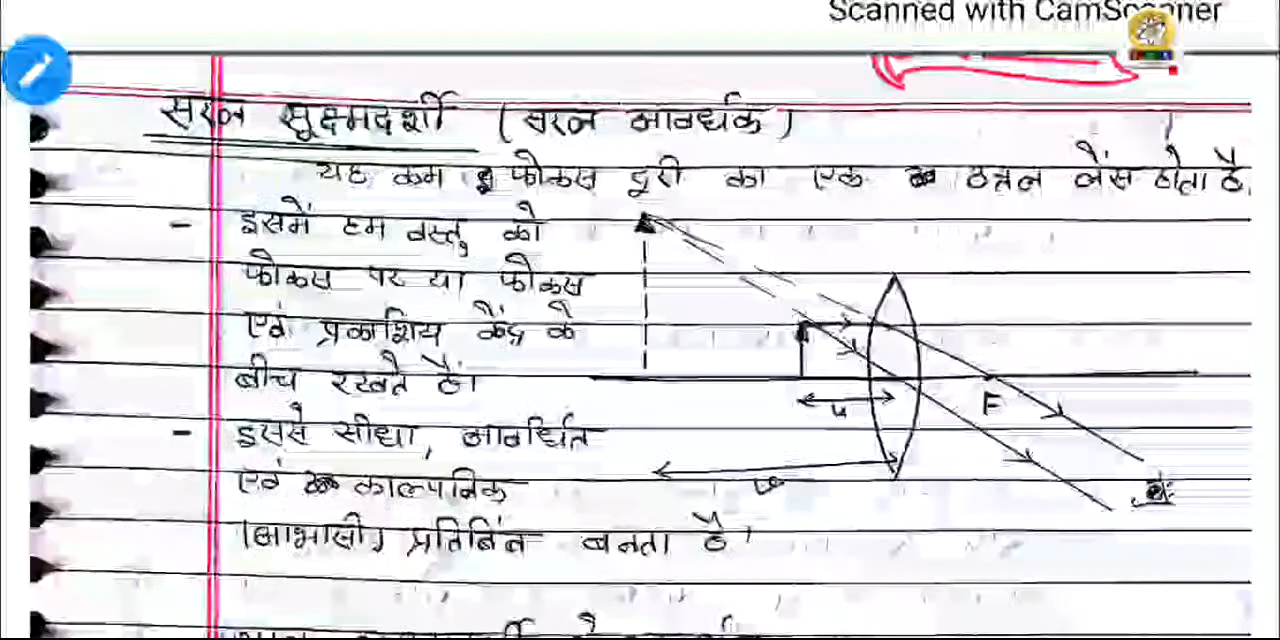 Scanned with CamScanner
सरल सूक्ष्मदर्शी (सरल आवर्धक)
यह कम फोकस दूरी का एक उत्तल लेंस होता है,
- इसमें हम वस्तु को
फोकस पर या फोकस
एवं प्रकाशिय केंद्र के
बीच रखते हैं।
- इससे सीधा, आवर्धित
एवं काल्पनिक
(आभासी) प्रतिबिंब बनता है।
u
F
v